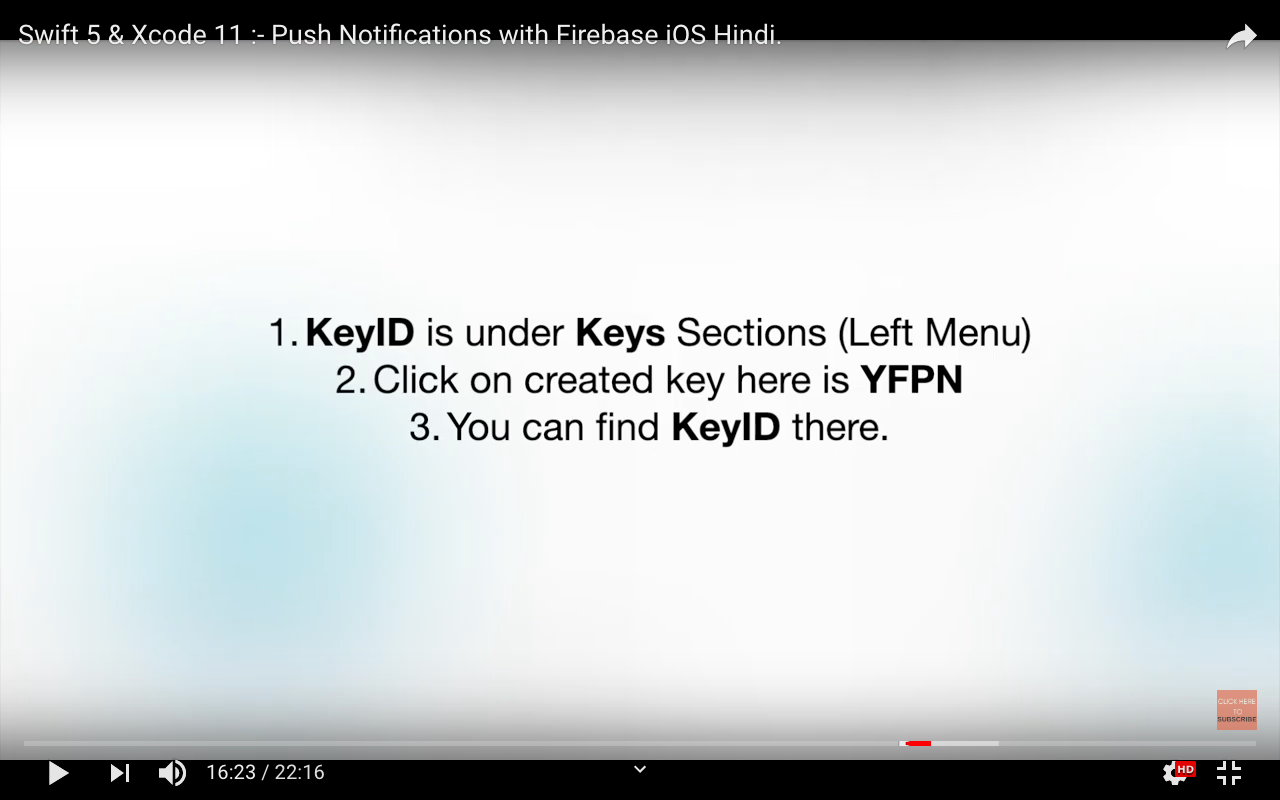 Swift 5 & Xcode 11 :- Push Notifications with Firebase iOS Hindi.
1. KeyID is under Keys Sections (Left Menu)
2. Click on created key here is YFPN
3. You can find KeyID there.
CLICK HERE
TO
SUBSCRIBE
16:23 / 22:16
HD